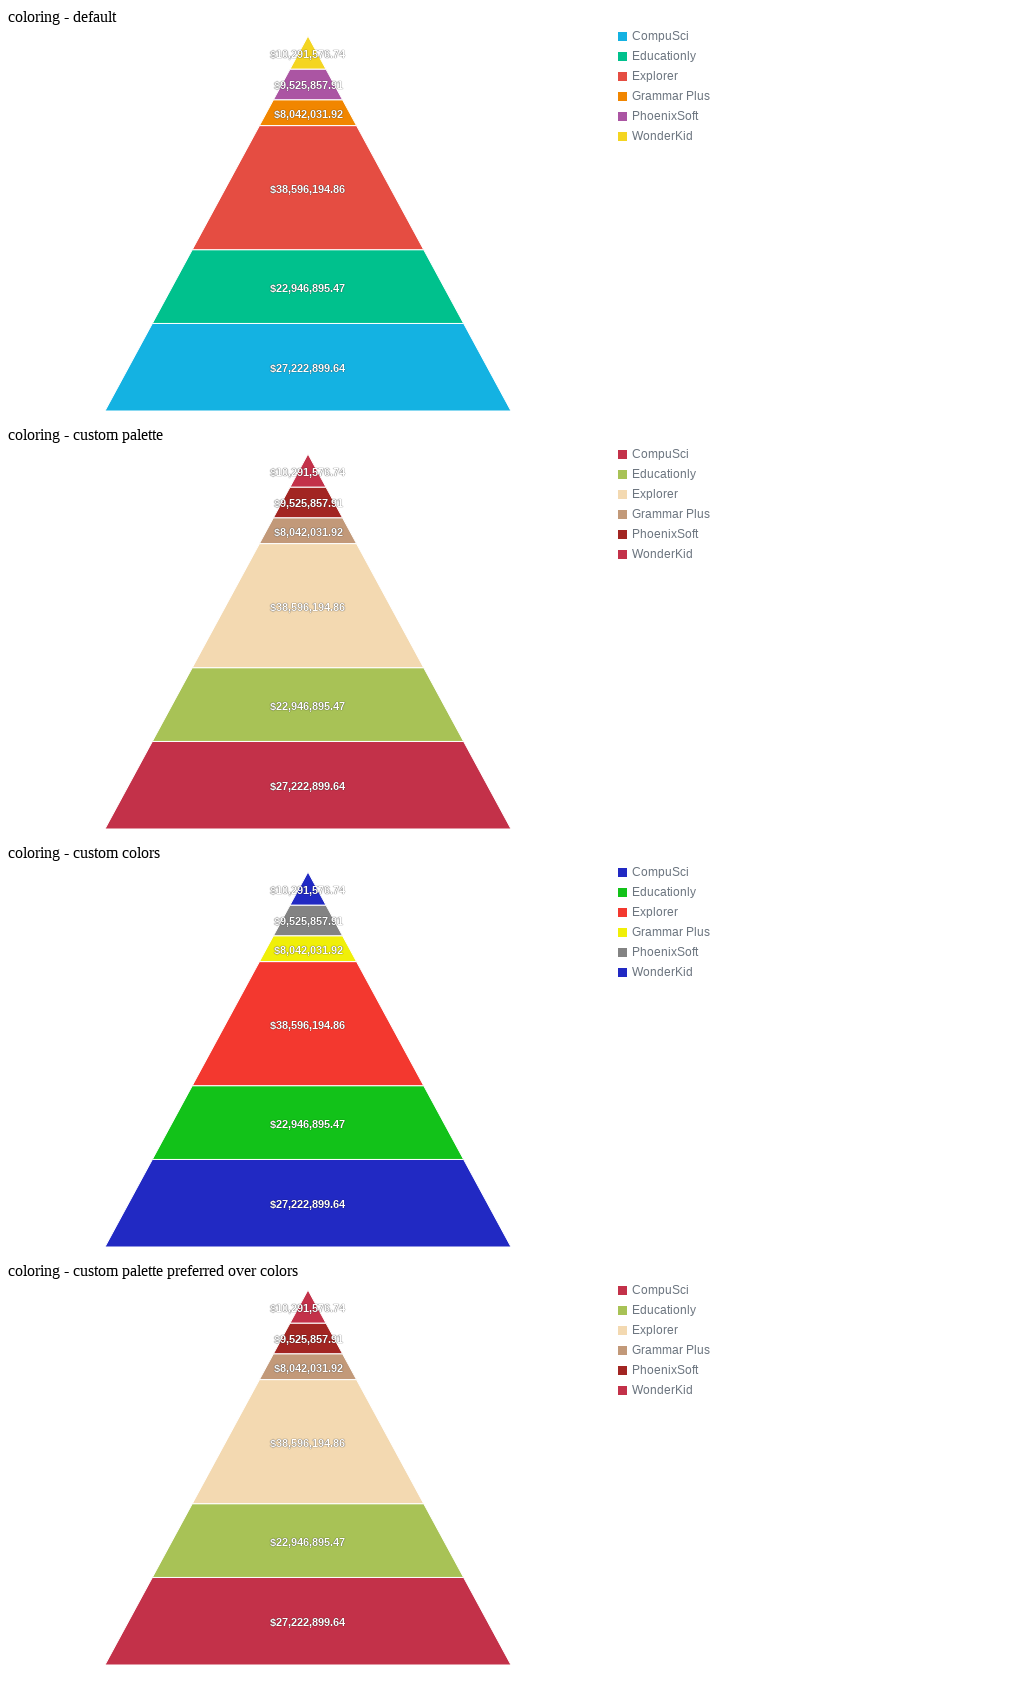 coloring - default
$10,291,576.74
$9,525,857.91
$8,042,031.92
$38,596,194.86
$22,946,895.47
$27,222,899.64
CompuSci
Educationly
Explorer
Grammar Plus
PhoenixSoft
WonderKid
coloring - custom palette
$10,291,576.74
$9,525,857.91
$8,042,031.92
$38,596,194.86
$22,946,895.47
$27,222,899.64
CompuSci
Educationly
Explorer
Grammar Plus
PhoenixSoft
WonderKid
coloring - custom colors
$10,291,576.74
$9,525,857.91
$8,042,031.92
$38,596,194.86
$22,946,895.47
$27,222,899.64
CompuSci
Educationly
Explorer
Grammar Plus
PhoenixSoft
WonderKid
coloring - custom palette preferred over colors
$10,291,576.74
$9,525,857.91
$8,042,031.92
$38,596,194.86
$22,946,895.47
$27,222,899.64
CompuSci
Educationly
Explorer
Grammar Plus
PhoenixSoft
WonderKid